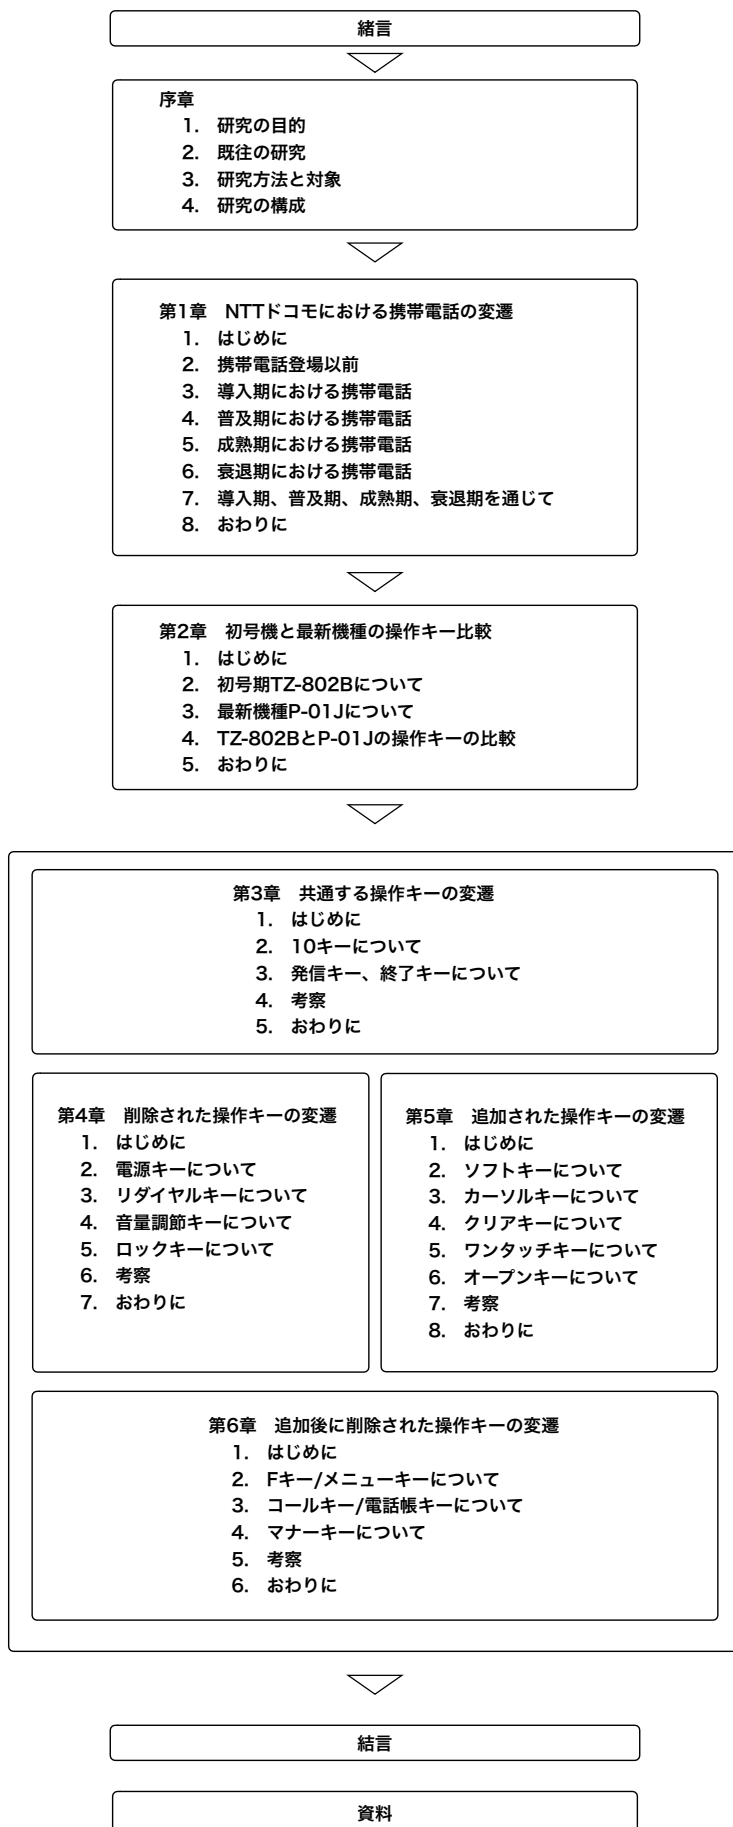 緒言
序章
1. 研究の目的
2. 既往の研究
3. 研究方法と対象
4. 研究の構成
第1章 NTTドコモにおける携帯電話の変遷
1. はじめに
2. 携帯電話登場以前
3. 導入期における携帯電話
4. 普及期における携帯電話
5. 成熟期における携帯電話
6. 衰退期における携帯電話
7. 導入期、普及期、成熟期、衰退期を通じて
8. おわりに
第2章 初号機と最新機種の操作キー比較
1. はじめに
2. 初号期TZ-802Bについて
3. 最新機種P-01Jについて
4. TZ-802BとP-01Jの操作キーの比較
5. おわりに
第3章 共通する操作キーの変遷
1. はじめに
2. 10キーについて
3. 発信キー、終了キーについて
4. 考察
5. おわりに
第4章 削除された操作キーの変遷
1. はじめに
2. 電源キーについて
3. リダイヤルキーについて
4. 音量調節キーについて
5. ロックキーについて
6. 考察
7. おわりに
第5章 追加された操作キーの変遷
1. はじめに
2. ソフトキーについて
3. カーソルキーについて
4. クリアキーについて
5. ワンタッチキーについて
6. オープンキーについて
7. 考察
8. おわりに
第6章 追加後に削除された操作キーの変遷
1. はじめに
2. Fキー/メニューキーについて
3. コールキー/電話帳キーについて
4. マナーキーについて
5. 考察
6. おわりに
結言
資料